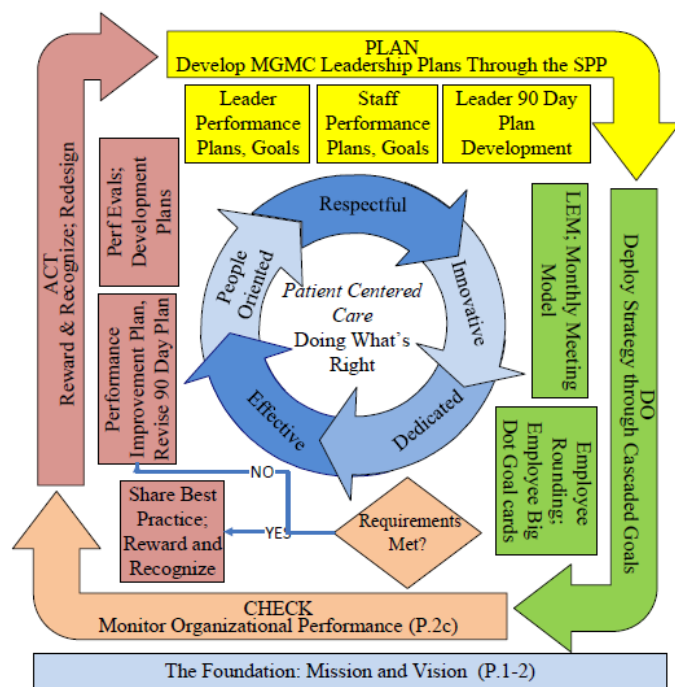 PLAN
Develop MGMC Leadership Plans Through the SPP
Leader
Performance
Plans, Goals
Staff
Performance
Plans, Goals
Leader 90 Day
Plan
Development
ACT
Reward & Recognize; Redesign
Perf Evals;
Development
Plans
Performance
Improvement Plan,
Revise 90 Day Plan
Respectful
Innovative
Dedicated
Effective
People
Oriented
Patient Centered
Care
Doing What's
Right
LEM; Monthly Meeting
Model
DO
Deploy Strategy through Cascaded Goals
Employee
Rounding;
Employee Big
Dot Goal cards
NO
YES
Share Best
Practice;
Reward and
Recognize
Requirements
Met?
CHECK
Monitor Organizational Performance (P.2c)
The Foundation: Mission and Vision (P.1-2)